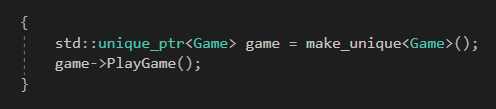 {
std::unique_ptr<Game> game = make_unique<Game>();
game->PlayGame();
}